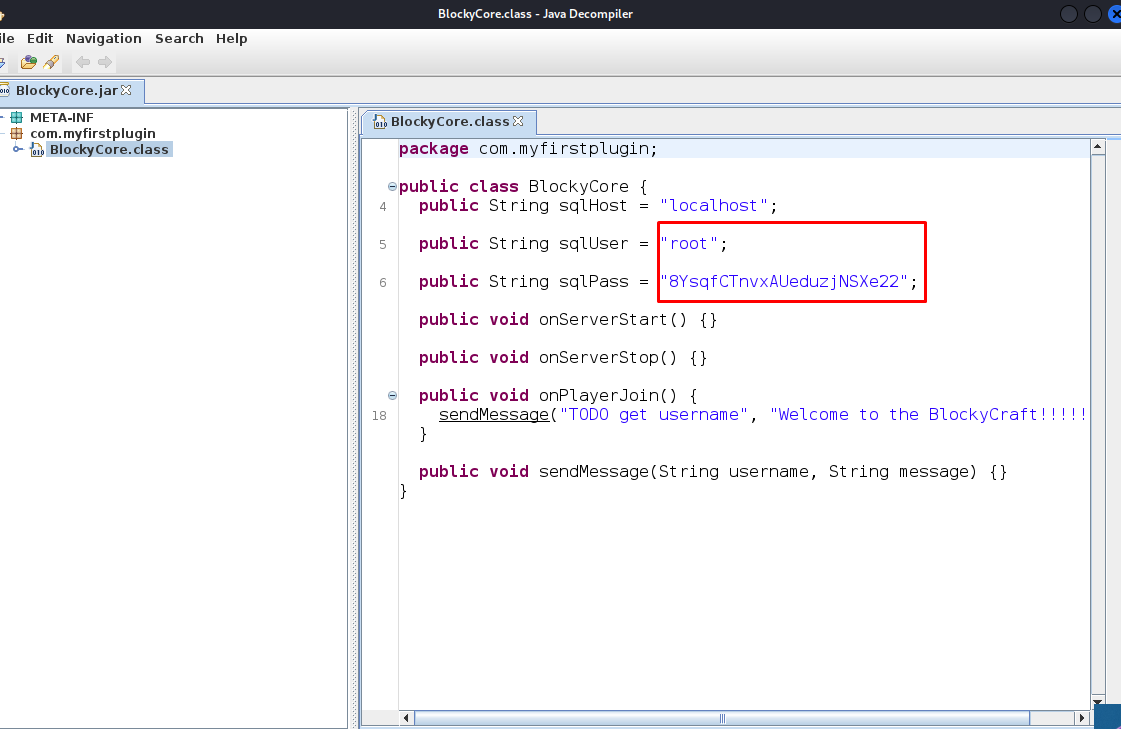 BlockyCore.class - Java Decompiler
ile Edit Navigation Search Help
BlockyCore.jar
META-INF
com.myfirstplugin
BlockyCore.class
BlockyCore.class
package com.myfirstplugin;
public class BlockyCore {
4 public String sqlHost = "localhost";
5 public String sqlUser = "root";
6 public String sqlPass = "8YsqfCTnvxAUeduzjNSXe22";
public void onServerStart() {}
public void onServerStop() {}
public void onPlayerJoin() {
18 sendMessage("TODO get username", "Welcome to the BlockyCraft!!!!!
}
public void sendMessage(String username, String message) {}
}